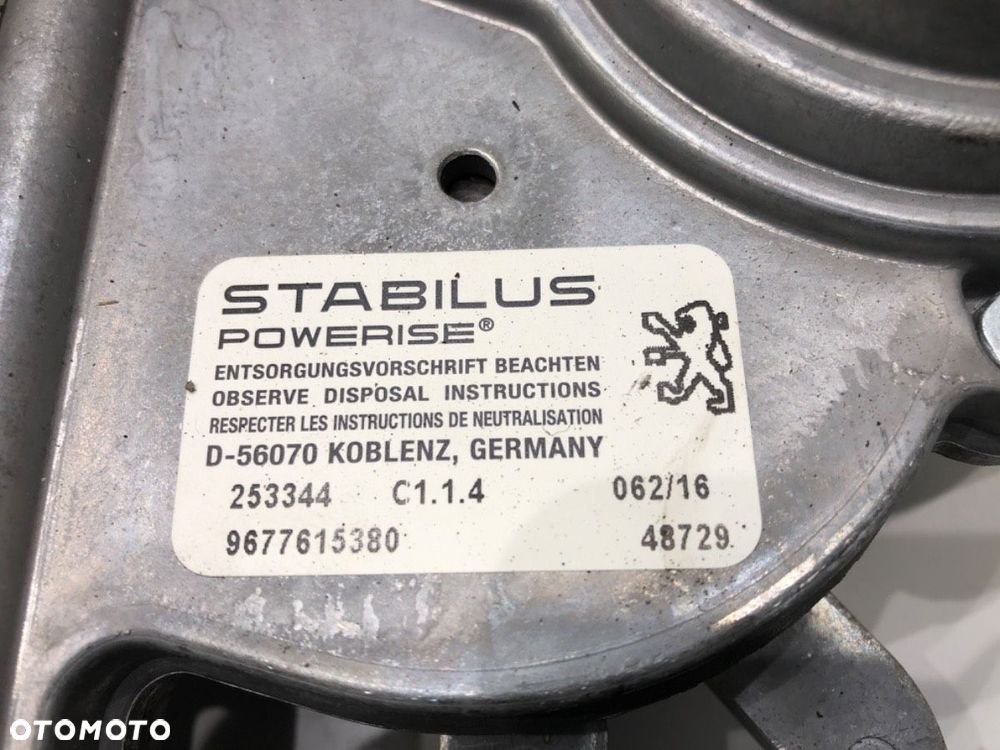 STABILUS
POWERISE®
ENTSORGUNGSVORSCHRIFT BEACHTEN
OBSERVE DISPOSAL INSTRUCTIONS
RESPECTER LES INSTRUCTIONS DE NEUTRALISATION
D-56070 KOBLENZ, GERMANY
253344 C1.1.4 062/16
9677615380 48729
OTOMOTO